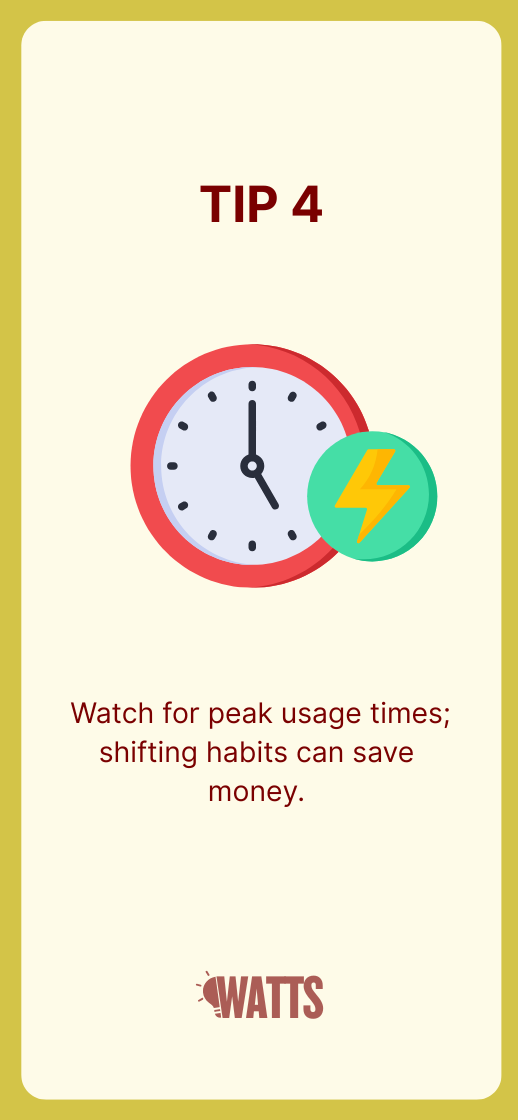 TIP 4
Watch for peak usage times;
shifting habits can save
money.
WATTS